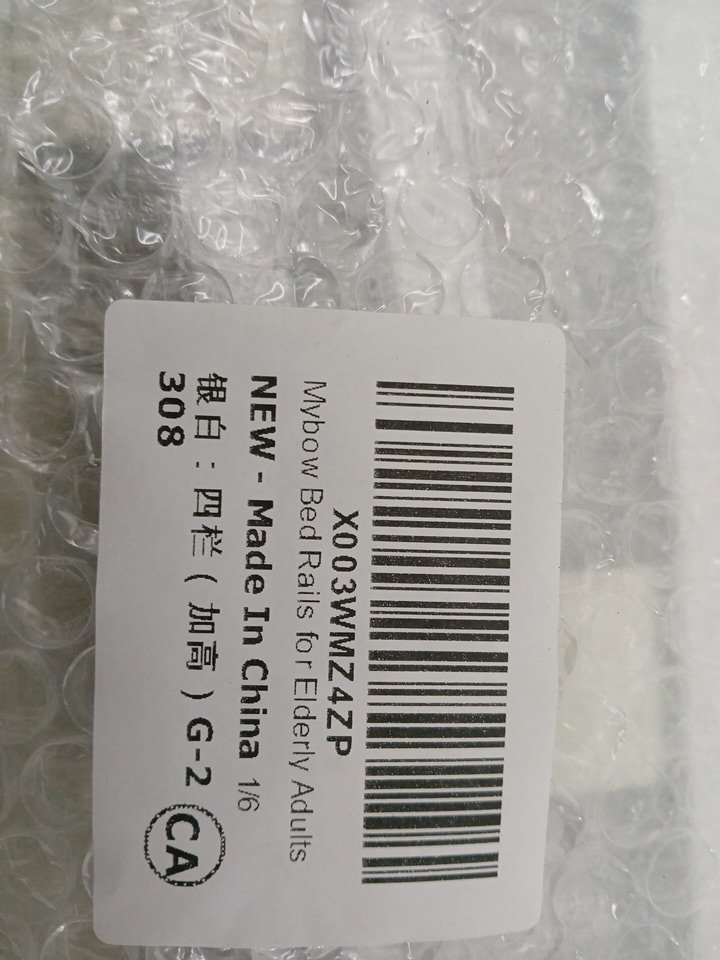 X003WMZ4ZP
Mybow Bed Rails for Elderly Adults
NEW - Made In China 1/6
银白：四栏（加高）G-2
308
CA